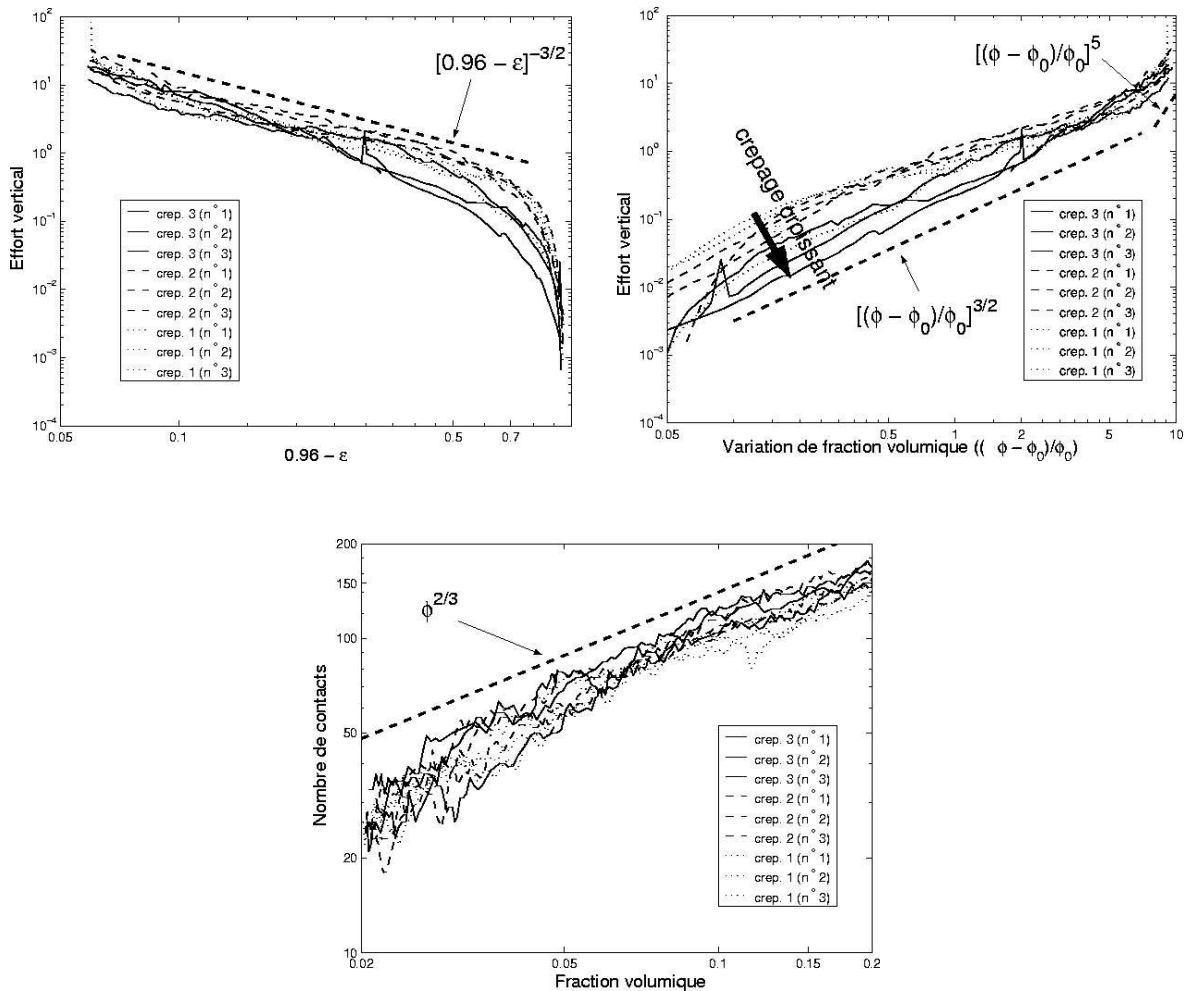 10^2
10^1
10^0
10^-1
10^-2
10^-3
10^-4
Effort vertical
[0.96 − ε]^−3/2
crep. 3 (n° 1)
crep. 3 (n° 2)
crep. 3 (n° 3)
crep. 2 (n° 1)
crep. 2 (n° 2)
crep. 2 (n° 3)
crep. 1 (n° 1)
crep. 1 (n° 2)
crep. 1 (n° 3)
0.05 0.1 0.5 0.7
0.96 − ε
10^2
10^1
10^0
10^-1
10^-2
10^-3
10^-4
Effort vertical
[(ϕ − ϕ_0)/ϕ_0]^5
crepage croissant
[(ϕ − ϕ_0)/ϕ_0]^3/2
crep. 3 (n° 1)
crep. 3 (n° 2)
crep. 3 (n° 3)
crep. 2 (n° 1)
crep. 2 (n° 2)
crep. 2 (n° 3)
crep. 1 (n° 1)
crep. 1 (n° 2)
crep. 1 (n° 3)
0.05 0.5 1 2 5 10
Variation de fraction volumique (( ϕ − ϕ_0)/ϕ_0)
200
150
100
50
20
10
Nombre de contacts
ϕ^2/3
crep. 3 (n° 1)
crep. 3 (n° 2)
crep. 3 (n° 3)
crep. 2 (n° 1)
crep. 2 (n° 2)
crep. 2 (n° 3)
crep. 1 (n° 1)
crep. 1 (n° 2)
crep. 1 (n° 3)
0.02 0.05 0.1 0.2
Fraction volumique